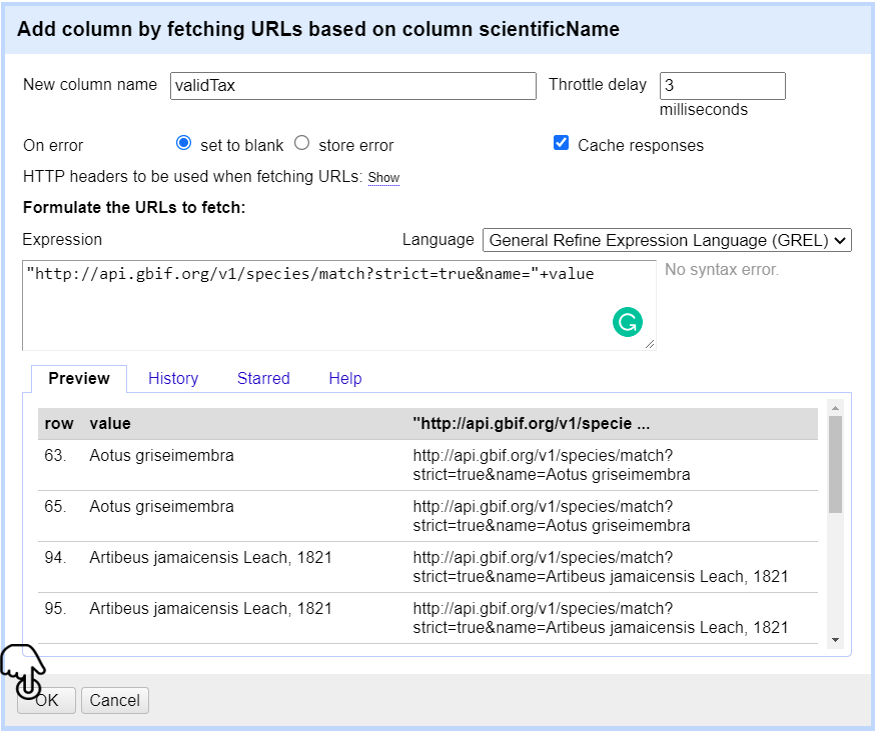 Add column by fetching URLs based on column scientificName
New column name validTax Throttle delay 3
milliseconds
On error set to blank store error Cache responses
HTTP headers to be used when fetching URLs: Show
Formulate the URLs to fetch:
Expression Language General Refine Expression Language (GREL)
"http://api.gbif.org/v1/species/match?strict=true&name="+value No syntax error.
Preview History Starred Help
row value "http://api.gbif.org/v1/specie ...
63. Aotus griseimembra http://api.gbif.org/v1/species/match?
strict=true&name=Aotus griseimembra
65. Aotus griseimembra http://api.gbif.org/v1/species/match?
strict=true&name=Aotus griseimembra
94. Artibeus jamaicensis Leach, 1821 http://api.gbif.org/v1/species/match?
strict=true&name=Artibeus jamaicensis Leach, 1821
95. Artibeus jamaicensis Leach, 1821 http://api.gbif.org/v1/species/match?
strict=true&name=Artibeus jamaicensis Leach, 1821
OK Cancel